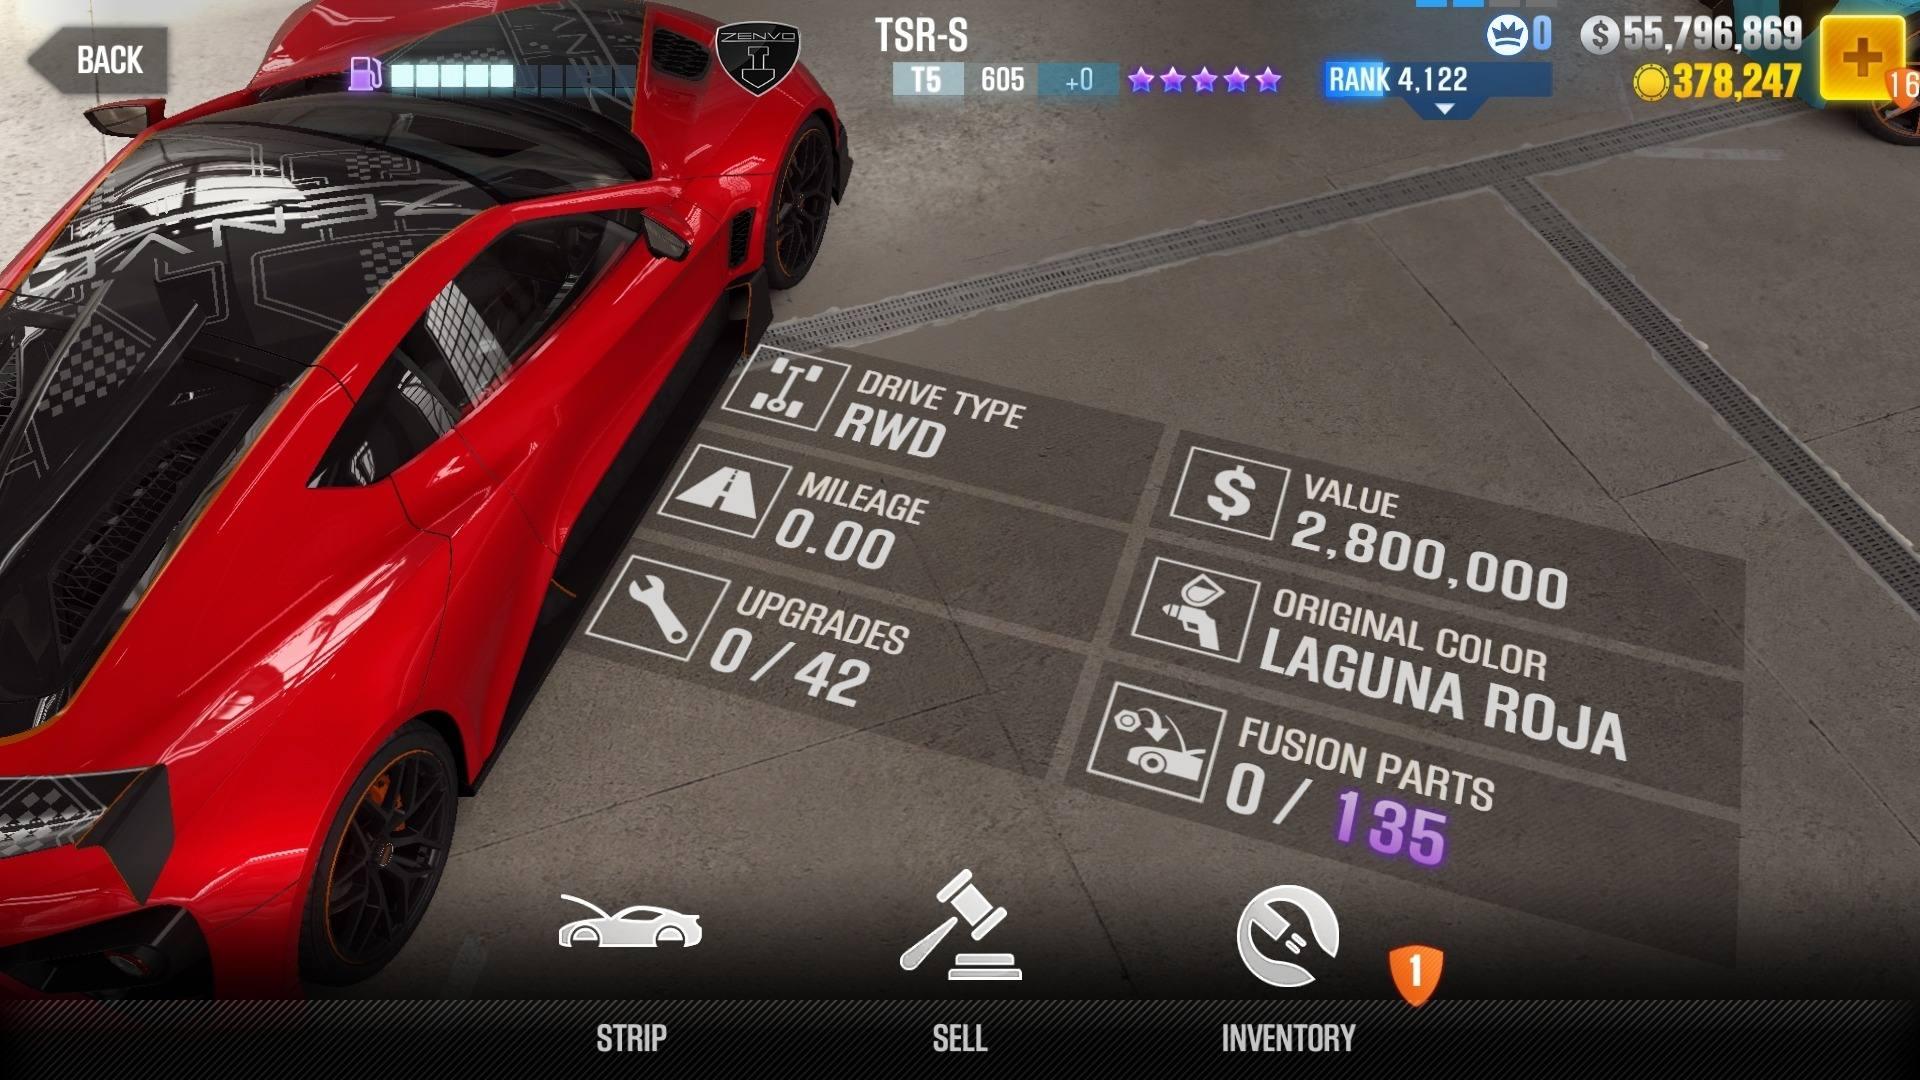 BACK
ZENVO
TSR-S
T5 605 +0
RANK 4,122
0
$ 55,796,869
378,247
+
16
DRIVE TYPE
RWD
MILEAGE
0.00
UPGRADES
0/42
$
VALUE
2,800,000
ORIGINAL COLOR
LAGUNA ROJA
FUSION PARTS
0/ 135
1
STRIP
SELL
INVENTORY